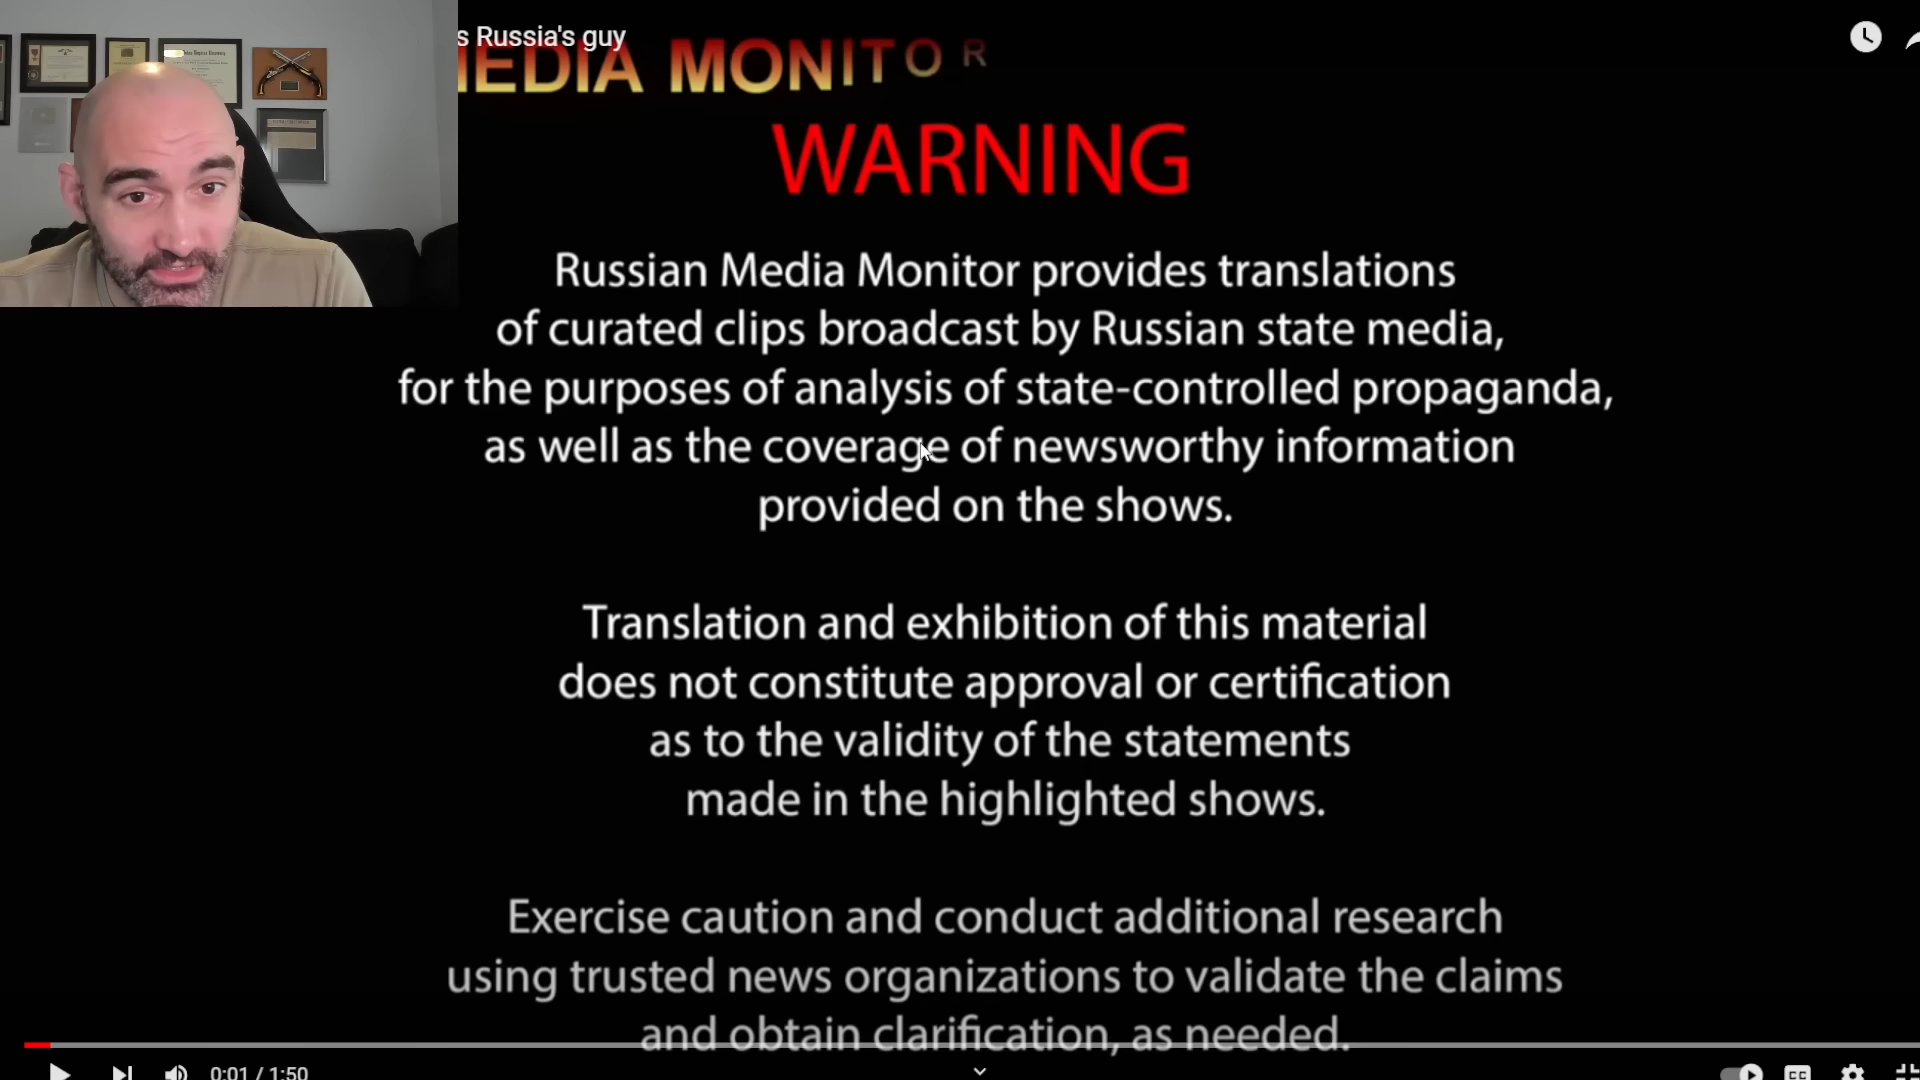 s Russia's guy
MEDIA MONITOR
WARNING
Russian Media Monitor provides translations
of curated clips broadcast by Russian state media,
for the purposes of analysis of state-controlled propaganda,
as well as the coverage of newsworthy information
provided on the shows.
Translation and exhibition of this material
does not constitute approval or certification
as to the validity of the statements
made in the highlighted shows.
Exercise caution and conduct additional research
using trusted news organizations to validate the claims
and obtain clarification, as needed.
0:01 / 1:50
CC